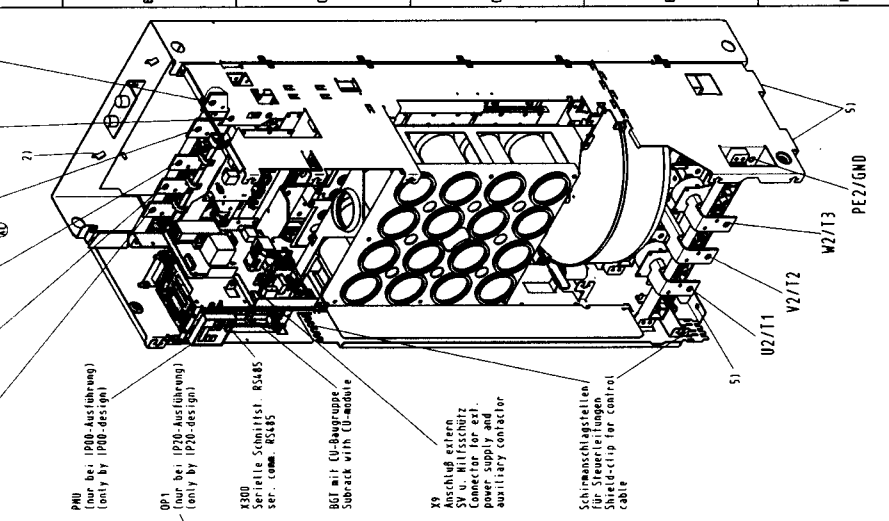 2)
PMU
(nur bei IP00-Ausführung)
(only by IP00-design)
OP1
(nur bei IP20-Ausführung)
(only by IP20-design)
X300
Serielle Schnittst. RS485
ser. comm. RS485
BGT mit CU-Baugruppe
Subrack with CU-module
X9
Anschluß extern
SV u. Hilfsschütz
Connector for ext.
power supply and
auxiliary contactor
Schirmanschlagstellen
für Steuerleitungen
Shield-clip for control
cable
5)
U2/T1
V2/T2
W2/T3
PE2/GND
5)